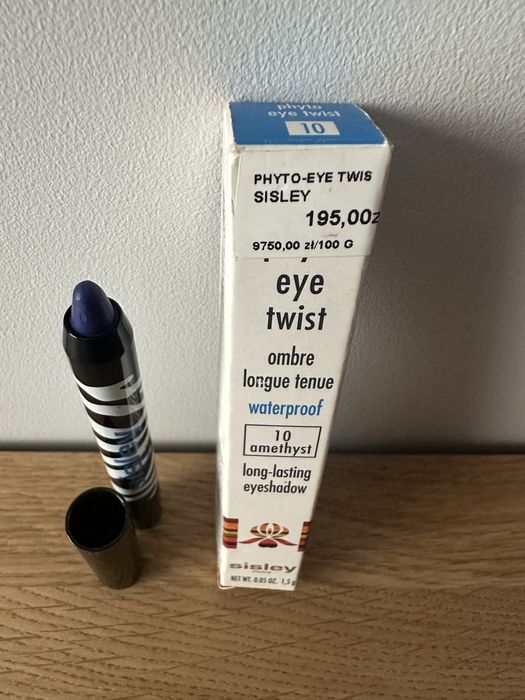 phyto
eye twist
10
PHYTO-EYE TWIS
SISLEY
195,00z
9750,00 zł/100 G
eye
twist
ombre
longue tenue
waterproof
10
amethyst
long-lasting
eyeshadow
sisley
NET WT. 0.05 OZ. 1,5 g